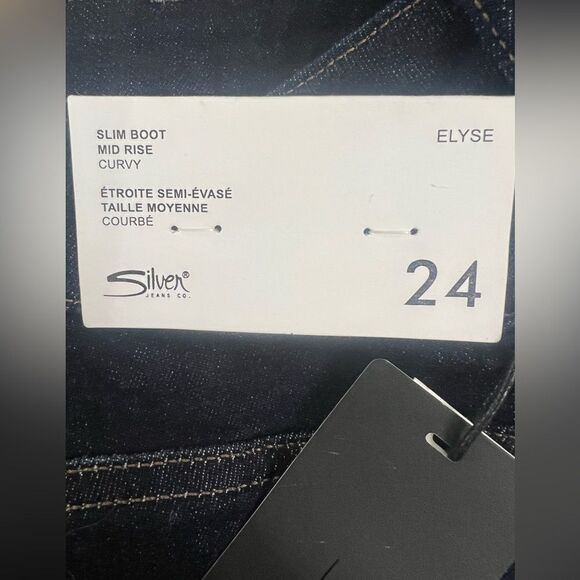 SLIM BOOT
MID RISE
CURVY
ELYSE
ÉTROITE SEMI-ÉVASÉ
TAILLE MOYENNE
COURBÉ
Silver®
JEANS CO.
24